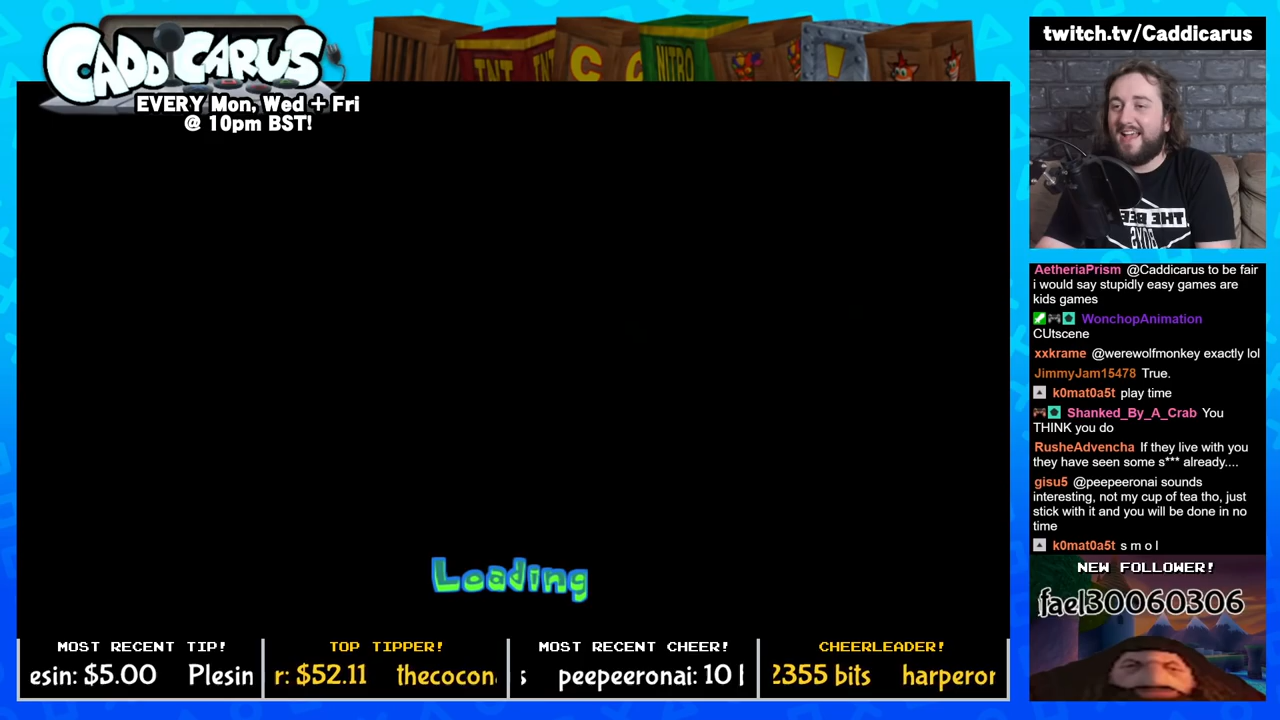 CADDICARUS
EVERY Mon, Wed + Fri
@ 10pm BST!
TNT
TNT
C
C
NITRO
twitch.tv/Caddicarus
THE BEE
BOYS
AetheriaPrism @Caddicarus to be fair
i would say stupidly easy games are
kids games
WonchopAnimation
CUtscene
xxkrame @werewolfmonkey exactly lol
JimmyJam15478 True.
k0mat0a5t play time
Shanked_By_A_Crab You
THINK you do
RusheAdvencha If they live with you
they have seen some s*** already....
gisu5 @peepeeronai sounds
interesting, not my cup of tea tho, just
stick with it and you will be done in no
time
k0mat0a5t s m o l
Loading
NEW FOLLOWER!
fael30060306
MOST RECENT TIP!
esin: $5.00 Plesin
TOP TIPPER!
r: $52.11 thecocon
MOST RECENT CHEER!
s peepeeronai: 10
CHEERLEADER!
2355 bits harperor